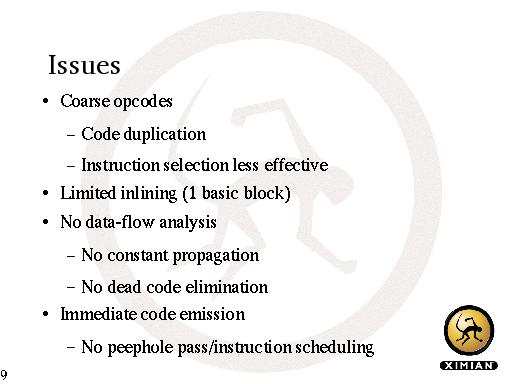 Issues
• Coarse opcodes
– Code duplication
– Instruction selection less effective
• Limited inlining (1 basic block)
• No data-flow analysis
– No constant propagation
– No dead code elimination
• Immediate code emission
– No peephole pass/instruction scheduling
XIMIAN
9